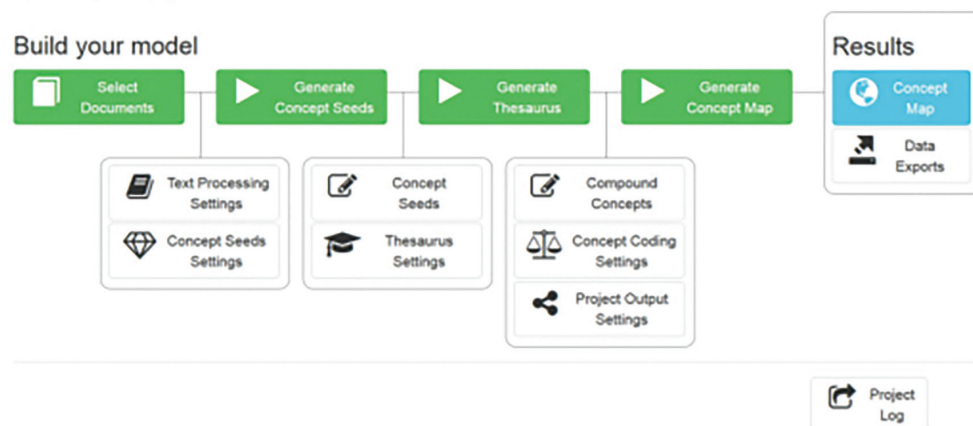 Build your model
Results
Select
Documents
Generate
Concept Seeds
Generate
Thesaurus
Generate
Concept Map
Concept
Map
Data
Exports
Text Processing
Settings
Concept Seeds
Settings
Concept
Seeds
Thesaurus
Settings
Compound
Concepts
Concept Coding
Settings
Project Output
Settings
Project
Log